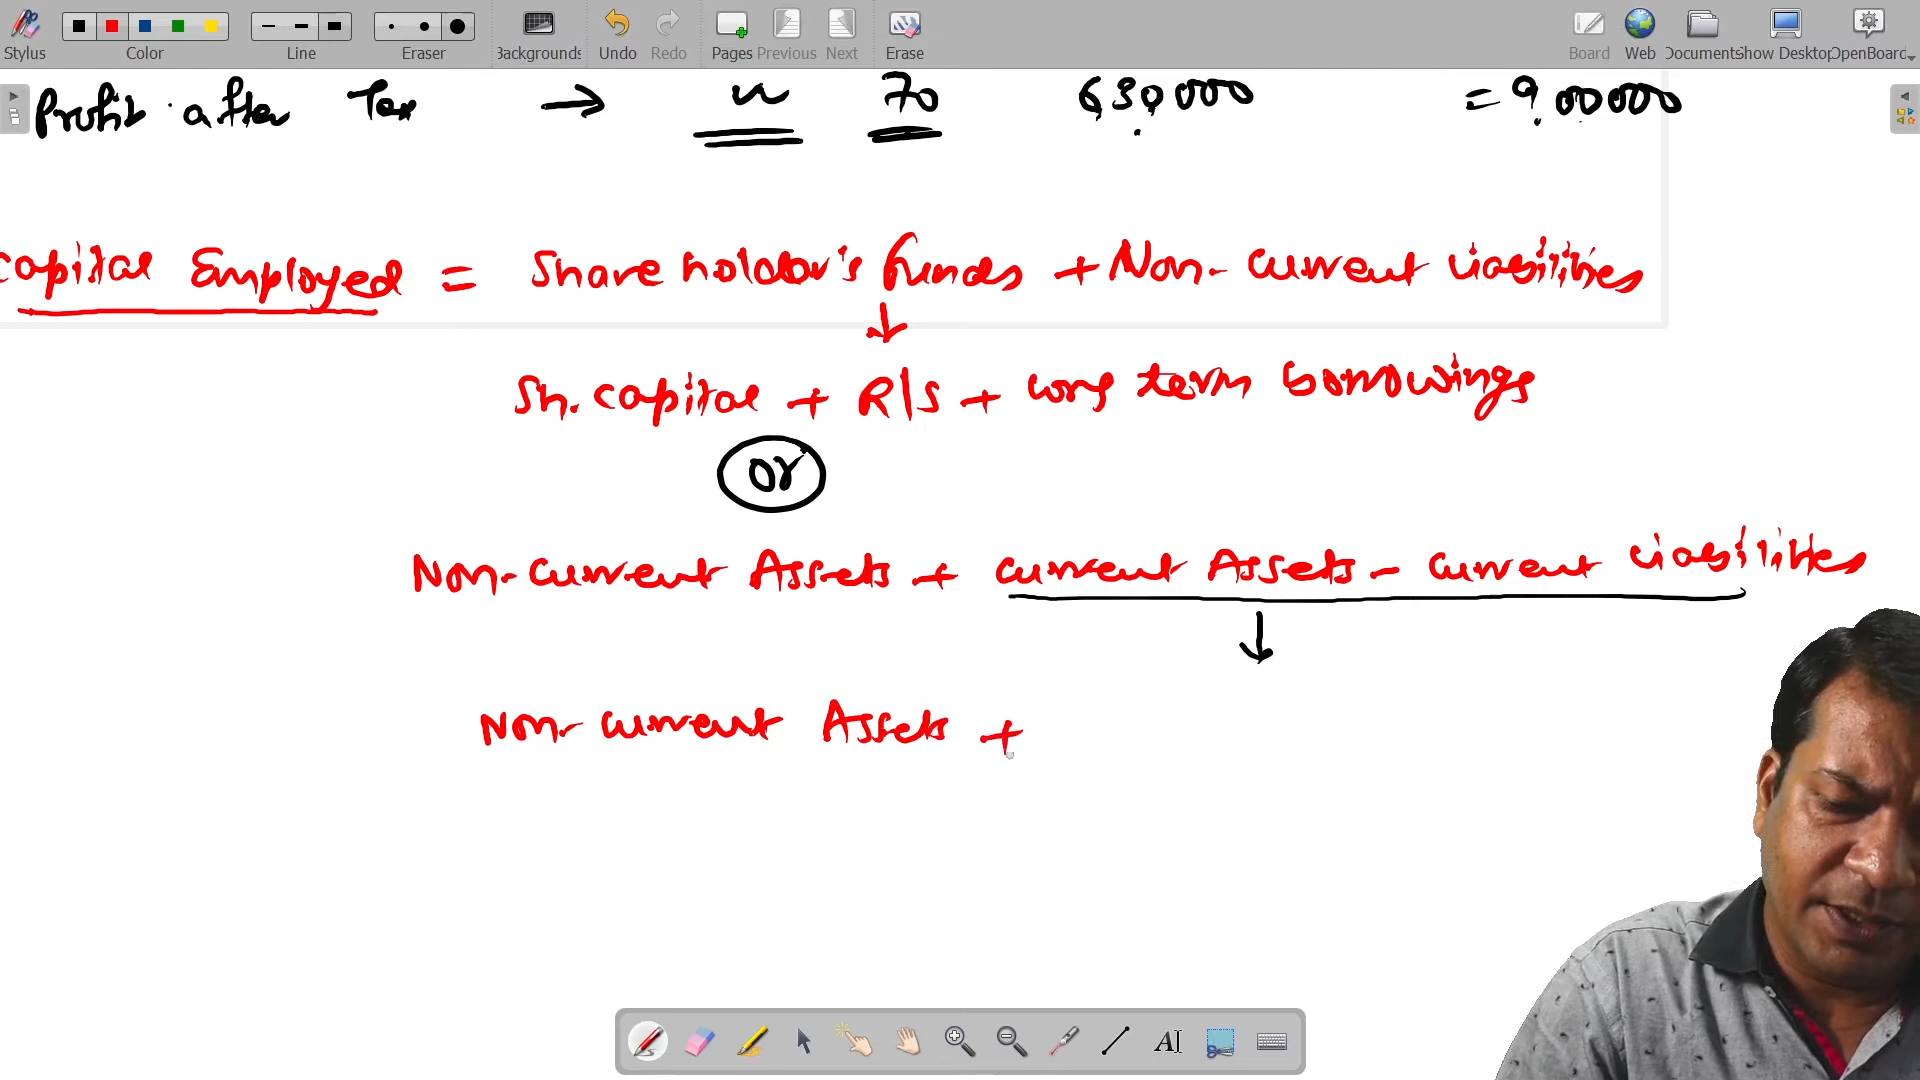 Stylus Color Line Eraser Backgrounds Undo Redo Pages Previous Next Erase Board Web Documents Show Desktop OpenBoard
Profit after Tax → 70 630000 = 900000
capital Employed = Shareholder's funds + Non-current liabilities
↓
Sh. capital + R/S + long term borrowings
or
Non-current Assets + current Assets - current liabilities
↓
Non-current Assets +
AI